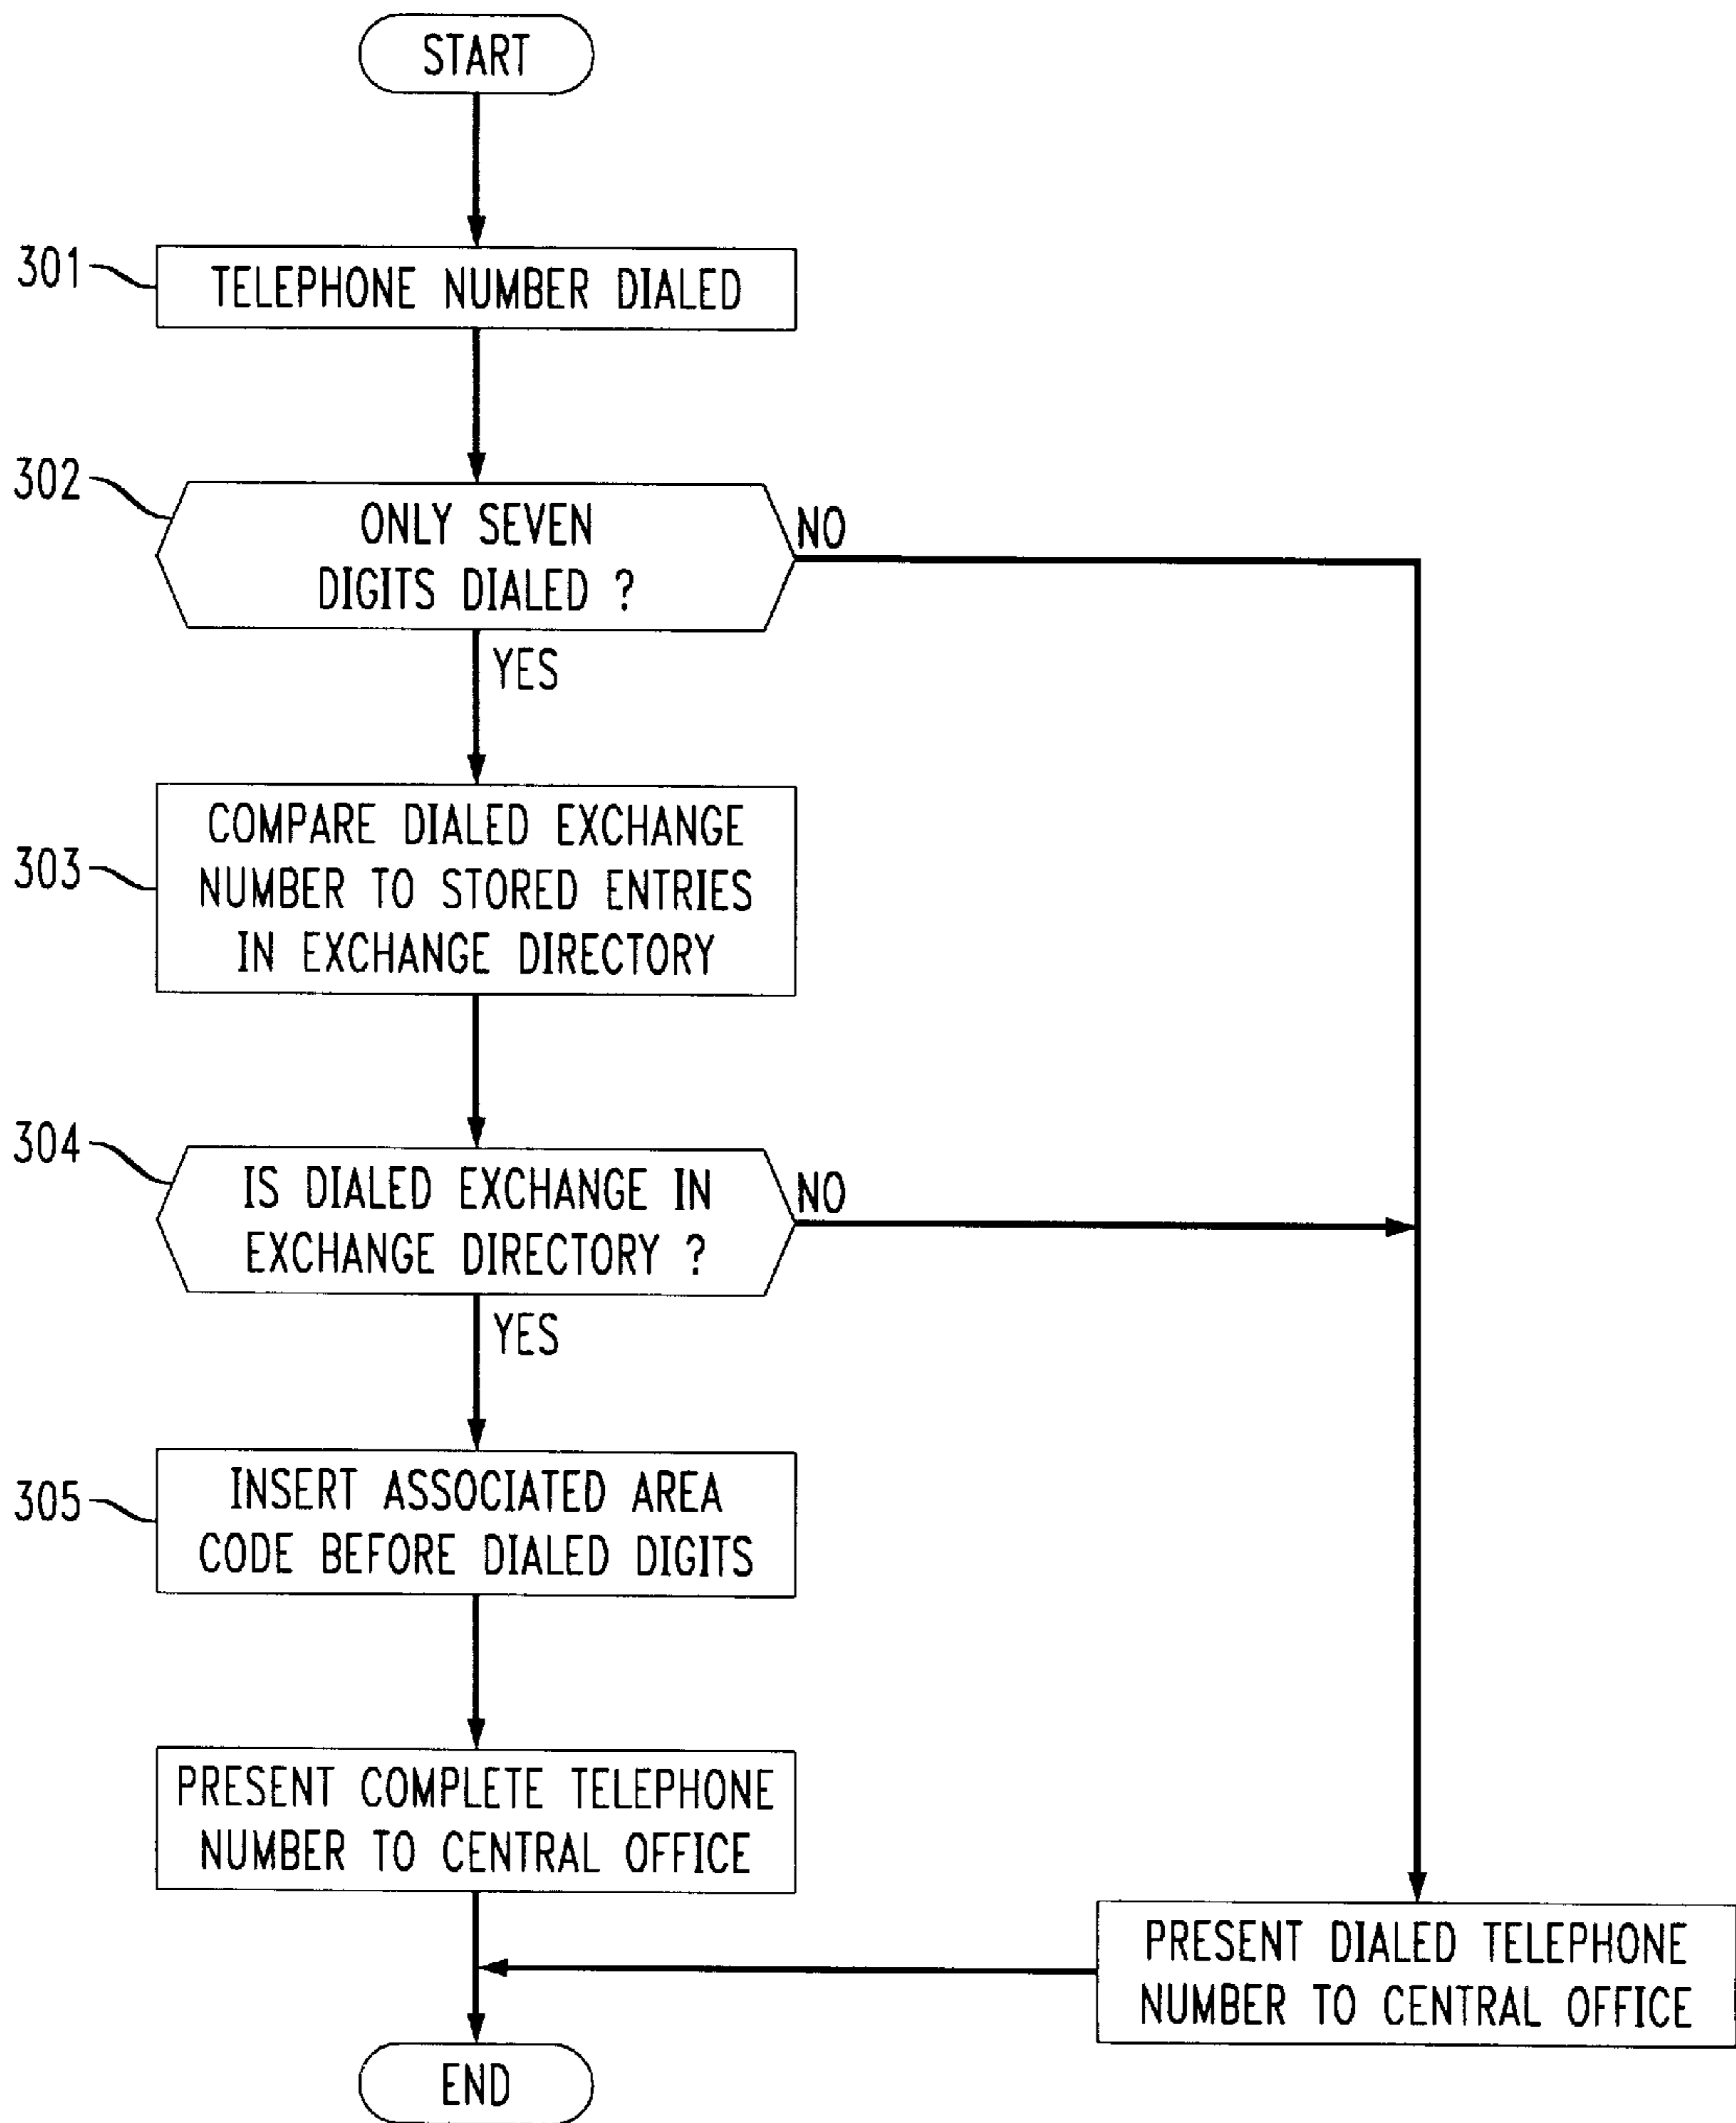 START
301
TELEPHONE NUMBER DIALED
302
ONLY SEVEN
DIGITS DIALED ?
NO
YES
303
COMPARE DIALED EXCHANGE
NUMBER TO STORED ENTRIES
IN EXCHANGE DIRECTORY
304
IS DIALED EXCHANGE IN
EXCHANGE DIRECTORY ?
NO
YES
305
INSERT ASSOCIATED AREA
CODE BEFORE DIALED DIGITS
PRESENT COMPLETE TELEPHONE
NUMBER TO CENTRAL OFFICE
PRESENT DIALED TELEPHONE
NUMBER TO CENTRAL OFFICE
END